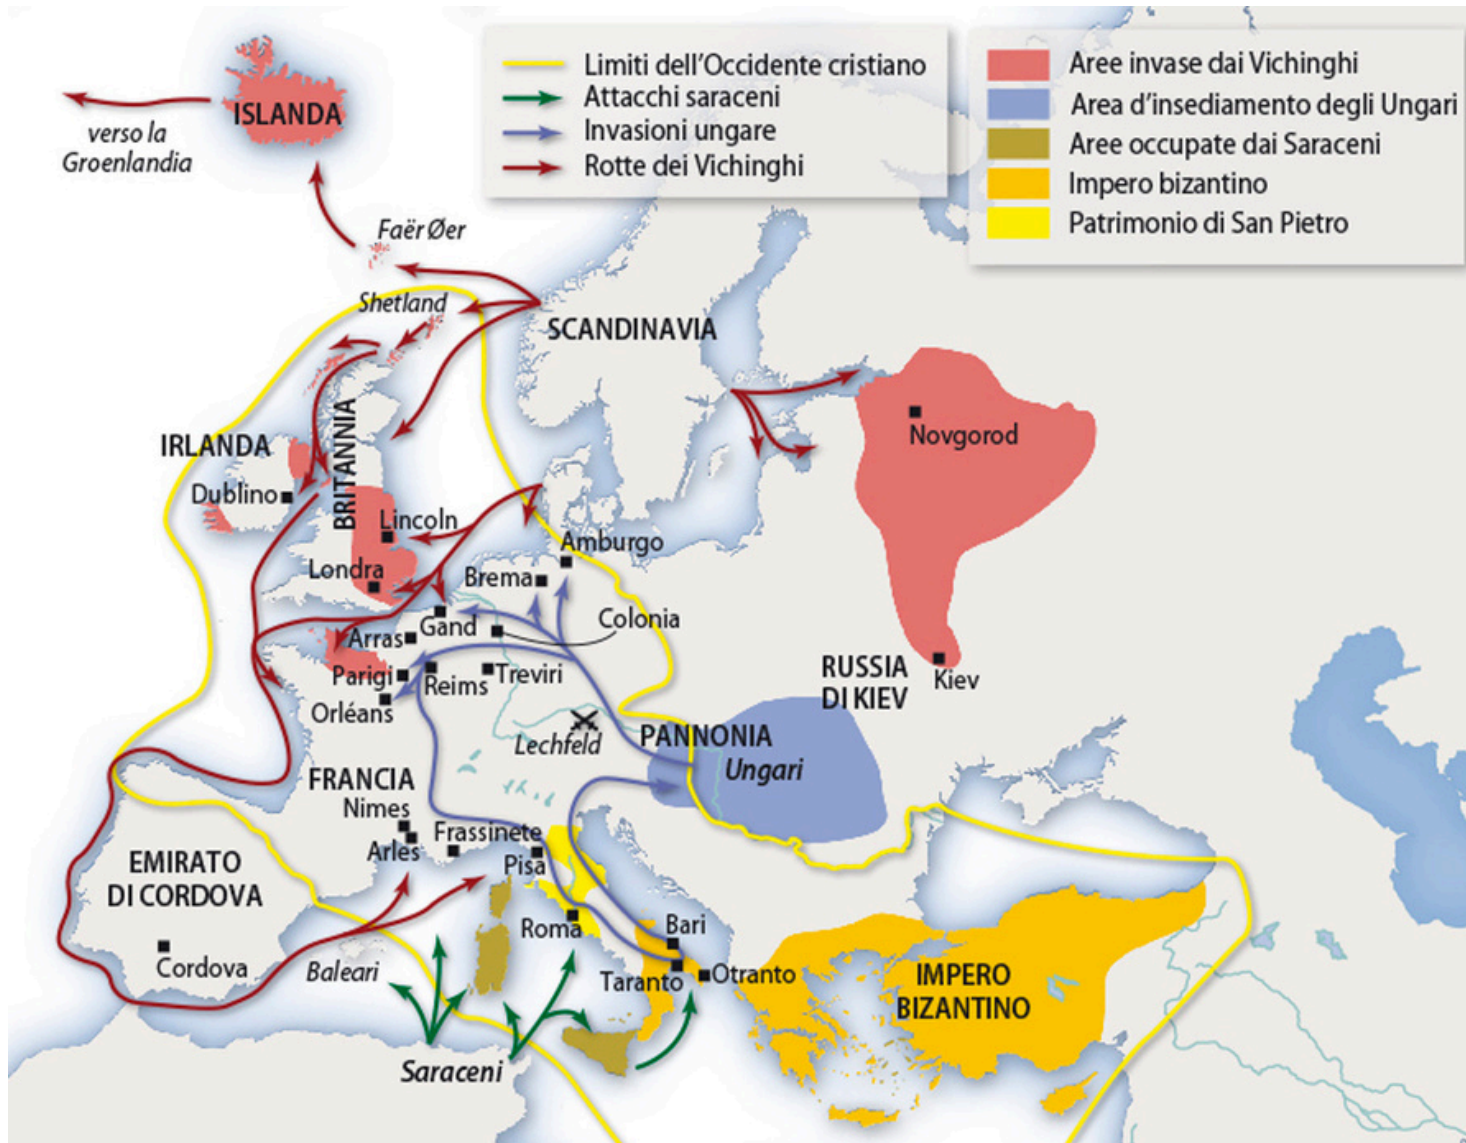 Limiti dell'Occidente cristiano
Attacchi saraceni
Invasioni ungare
Rotte dei Vichinghi
Aree invase dai Vichinghi
Area d'insediamento degli Ungari
Aree occupate dai Saraceni
Impero bizantino
Patrimonio di San Pietro
ISLANDA
verso la
Groenlandia
Faër Øer
Shetland
SCANDINAVIA
IRLANDA
BRITANNIA
Dublino
Lincoln
Londra
Novgorod
Amburgo
Brema
Colonia
Gand
Arras
Parigi
Reims
Treviri
Orléans
RUSSIA
DI KIEV
Kiev
Lechfeld
PANNONIA
Ungari
FRANCIA
Nimes
Arles
Frassinete
Pisa
EMIRATO
DI CORDOVA
Cordova
Baleari
Roma
Bari
Taranto
Otranto
IMPERO
BIZANTINO
Saraceni